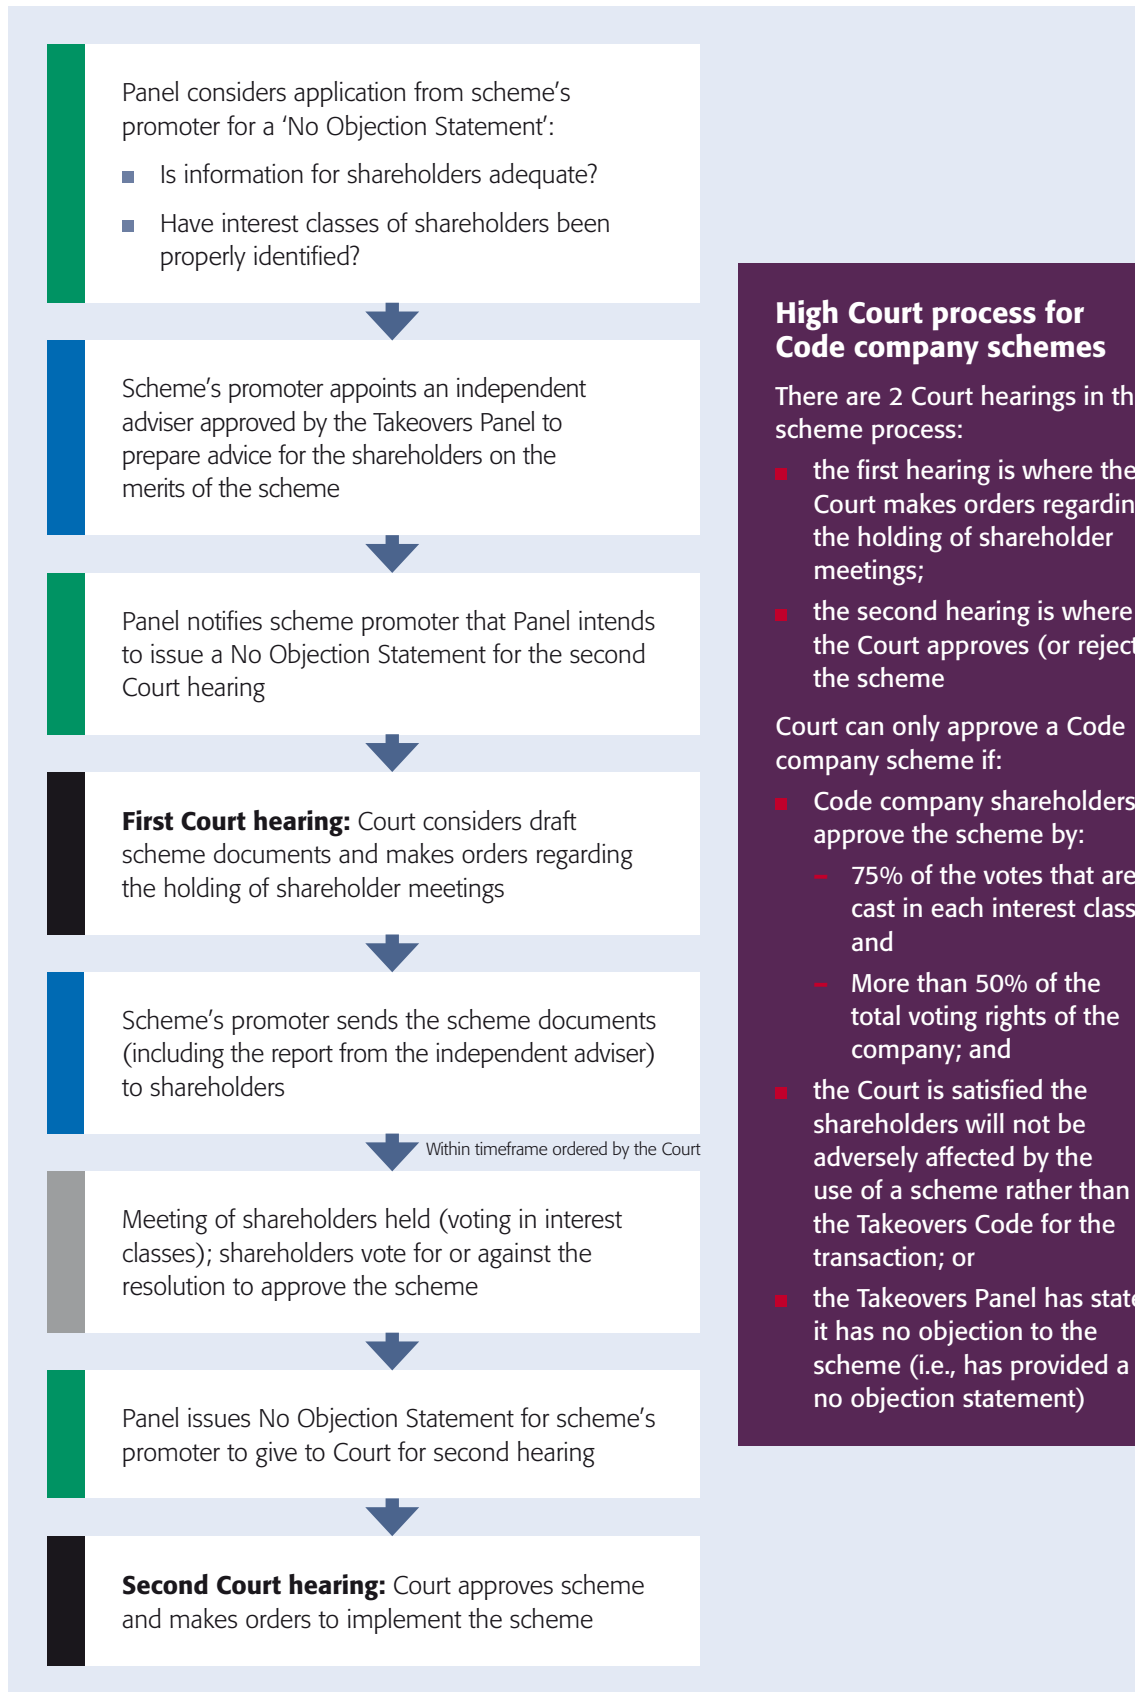 Panel considers application from scheme's
promoter for a ‘No Objection Statement’:
Is information for shareholders adequate?
Have interest classes of shareholders been
properly identified?
Scheme's promoter appoints an independent
adviser approved by the Takeovers Panel to
prepare advice for the shareholders on the
merits of the scheme
Panel notifies scheme promoter that Panel intends
to issue a No Objection Statement for the second
Court hearing
First Court hearing: Court considers draft
scheme documents and makes orders regarding
the holding of shareholder meetings
Scheme's promoter sends the scheme documents
(including the report from the independent adviser)
to shareholders
Within timeframe ordered by the Court
Meeting of shareholders held (voting in interest
classes); shareholders vote for or against the
resolution to approve the scheme
Panel issues No Objection Statement for scheme's
promoter to give to Court for second hearing
Second Court hearing: Court approves scheme
and makes orders to implement the scheme
High Court process for
Code company schemes
There are 2 Court hearings in
scheme process:
the first hearing is where the
Court makes orders
the holding of shareholder
meetings;
the second hearing is where
the Court approves (or
the scheme
Court can only approve a Code
company scheme if:
Code company shareholders
approve the scheme by:
– 75% of the votes that are
cast in each interest class
and
– More than 50% of the
total voting rights of the
company; and
the Court is satisfied the
shareholders will not be
adversely affected by the
use of a scheme rather than
the Takeovers Code for the
transaction; or
the Takeovers Panel has
it has no objection to the
scheme (i.e., has provided a
no objection statement)